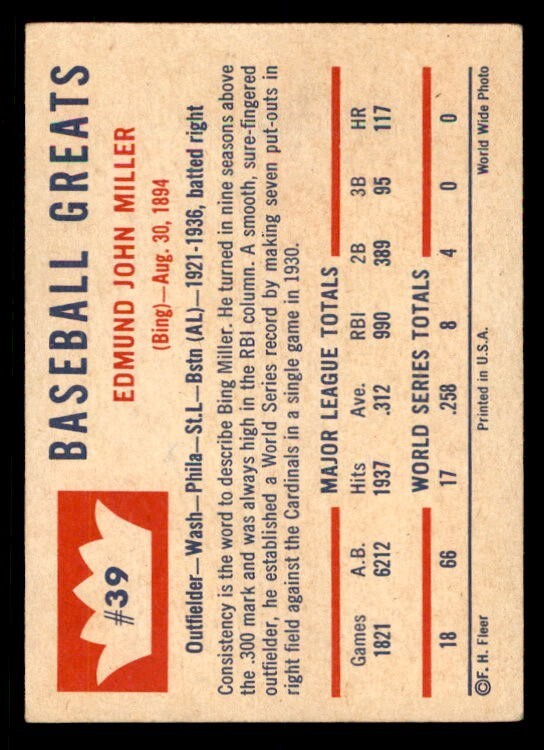 #39
BASEBALL GREATS
EDMUND JOHN MILLER
(Bing)—Aug. 30, 1894
Outfielder—Wash—Phila—St.L—Bstn (AL)—1921-1936, batted right
Consistency is the word to describe Bing Miller. He turned in nine seasons above
the .300 mark and was always high in the RBI column. A smooth, sure-fingered
outfielder, he established a World Series record by making seven put-outs in
right field against the Cardinals in a single game in 1930.
MAJOR LEAGUE TOTALS
Games A.B. Hits Ave. RBI 2B 3B HR
1821 6212 1937 .312 990 389 95 117
WORLD SERIES TOTALS
18 66 17 .258 8 4 0 0
©F. H. Fleer Printed in U.S.A. World Wide Photo